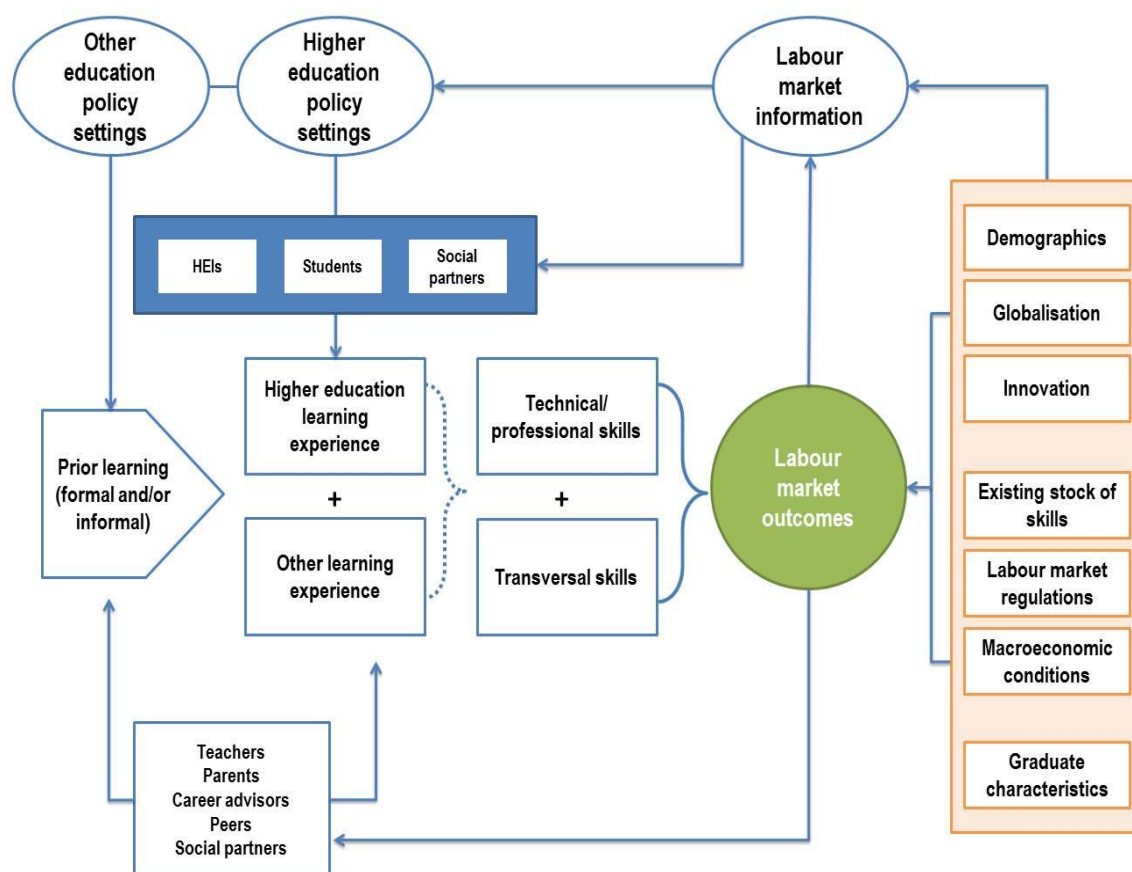 Other
education
policy
settings
Higher
education
policy
settings
Labour
market
information
HEIs
Students
Social
partners
Demographics
Globalisation
Innovation
Existing stock of
skills
Labour market
regulations
Macroeconomic
conditions
Graduate
characteristics
Prior learning
(formal and/or
informal)
Higher education
learning
experience
+
Other learning
experience
Technical/
professional skills
+
Transversal skills
Labour
market
outcomes
Teachers
Parents
Career advisors
Peers
Social partners